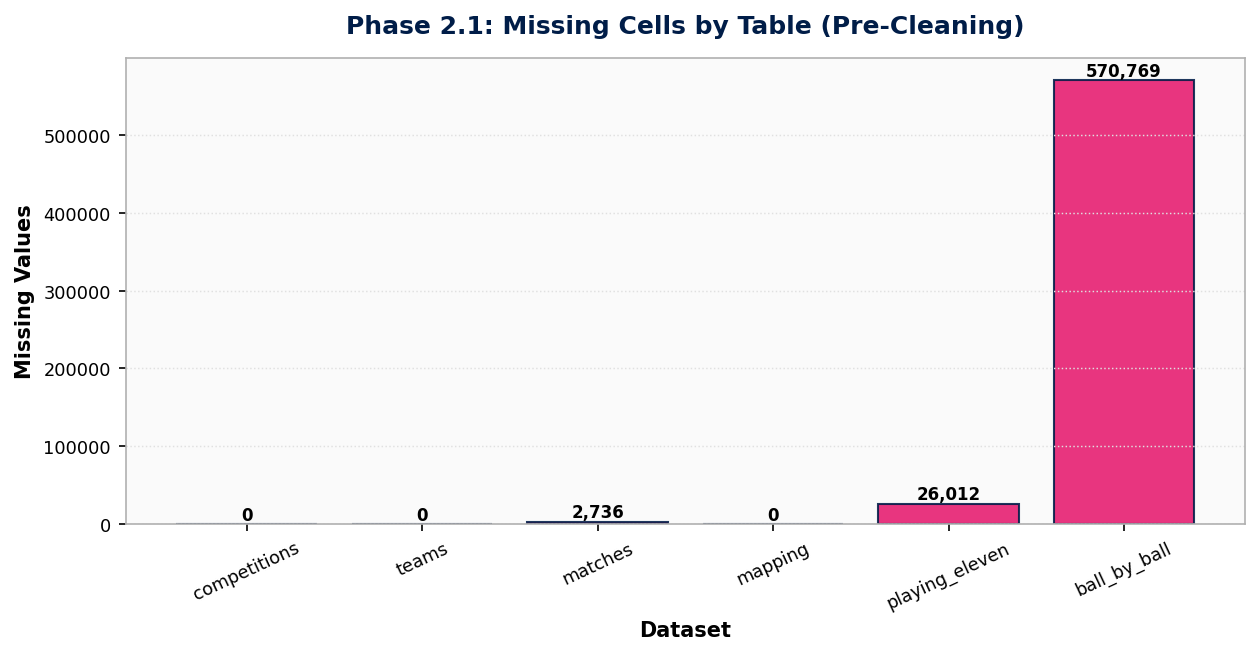 Phase 2.1: Missing Cells by Table (Pre-Cleaning)
Missing Values
500000
400000
300000
200000
100000
0
0
0
2,736
0
26,012
570,769
competitions
teams
matches
mapping
playing_eleven
ball_by_ball
Dataset